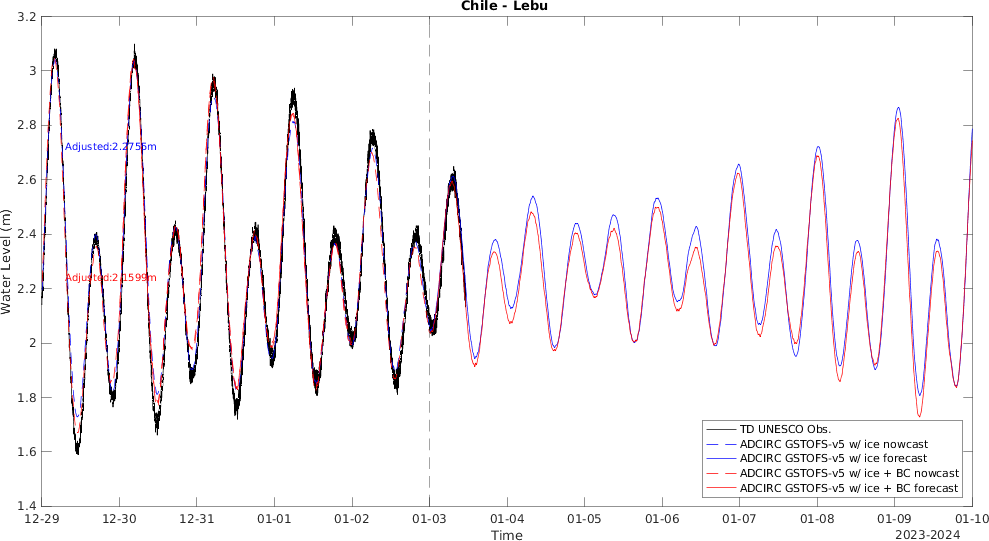 Chile - Lebu
3.2
3
2.8
2.6
2.4
2.2
2
1.8
1.6
1.4
Water Level (m)
Adjusted:2.2755m
Adjusted:2.1599m
TD UNESCO Obs.
ADCIRC GSTOFS-v5 w/ ice nowcast
ADCIRC GSTOFS-v5 w/ ice forecast
ADCIRC GSTOFS-v5 w/ ice + BC nowcast
ADCIRC GSTOFS-v5 w/ ice + BC forecast
12-29 12-30 12-31 01-01 01-02 01-03 01-04 01-05 01-06 01-07 01-08 01-09 01-10
Time
2023-2024